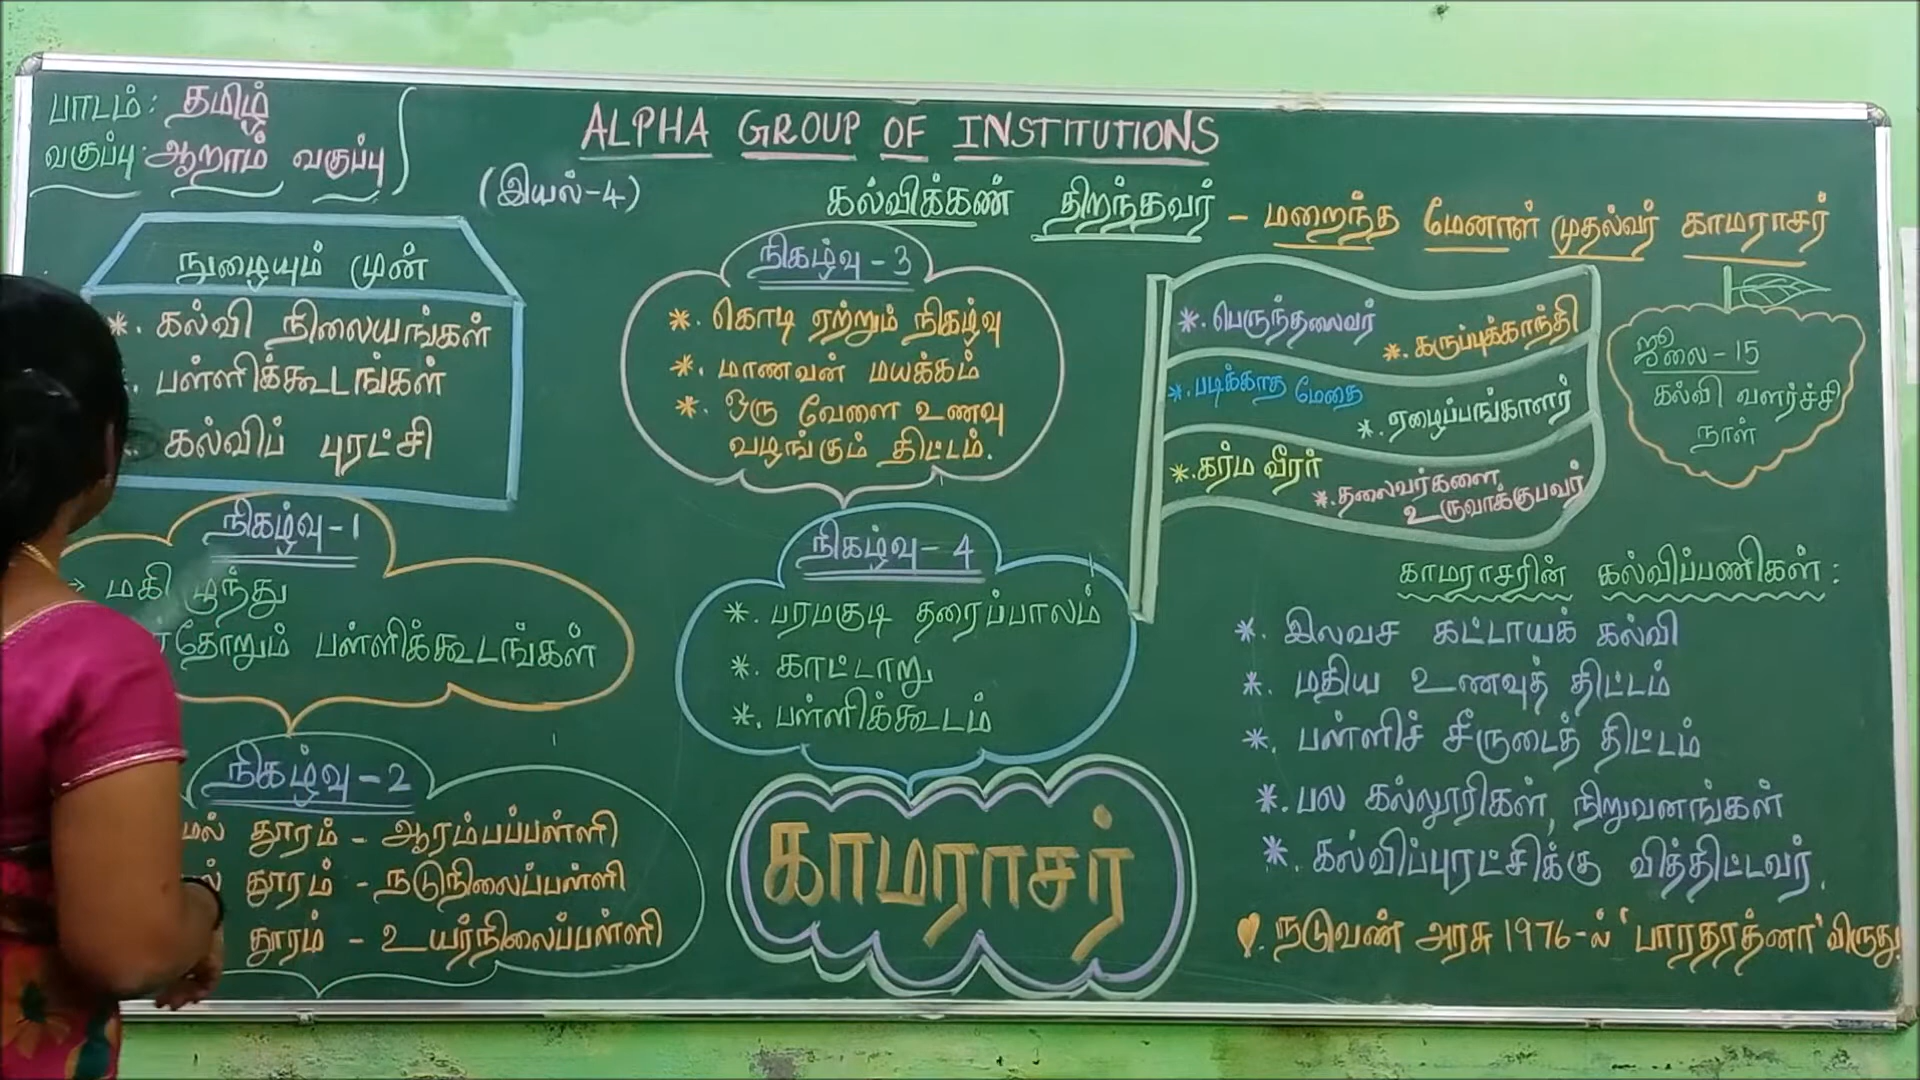 பாடம்: தமிழ்
வகுப்பு: ஆறாம் வகுப்பு
ALPHA GROUP OF INSTITUTIONS
(இயல்-4)
கல்விக்கண் திறந்தவர் - மறைந்த மேனாள் முதல்வர் காமராசர்
நுழையும் முன்
*. கல்வி நிலையங்கள்
. பள்ளிக்கூடங்கள்
கல்விப் புரட்சி
நிகழ்வு-1
→ மகிழுந்து
தோறும் பள்ளிக்கூடங்கள்
நிகழ்வு-2
தூரம் - ஆரம்பப்பள்ளி
தூரம் - நடுநிலைப்பள்ளி
தூரம் - உயர்நிலைப்பள்ளி
நிகழ்வு-3
*. கொடி ஏற்றும் நிகழ்வு
*. மாணவன் மயக்கம்
*. ஒரு வேளை உணவு
வழங்கும் திட்டம்.
நிகழ்வு-4
*. பரமகுடி தரைப்பாலம்
*. காட்டாறு
*. பள்ளிக்கூடம்
காமராசர்
*. பெருந்தலைவர்
*. கருப்புக்காந்தி
*. படிக்காத மேதை
*. ஏழைப்பங்காளர்
*. கர்ம வீரர்
*. தலைவர்களை
உருவாக்குபவர்
ஜூலை-15
கல்வி வளர்ச்சி
நாள்
காமராசரின் கல்விப்பணிகள்:
*. இலவச கட்டாயக் கல்வி
*. மதிய உணவுத் திட்டம்
*. பள்ளிச் சீருடைத் திட்டம்
*. பல கல்லூரிகள், நிறுவனங்கள்
*. கல்விப்புரட்சிக்கு வித்திட்டவர்.
♥. நடுவண் அரசு 1976-ல் 'பாரதரத்னா' விருது.